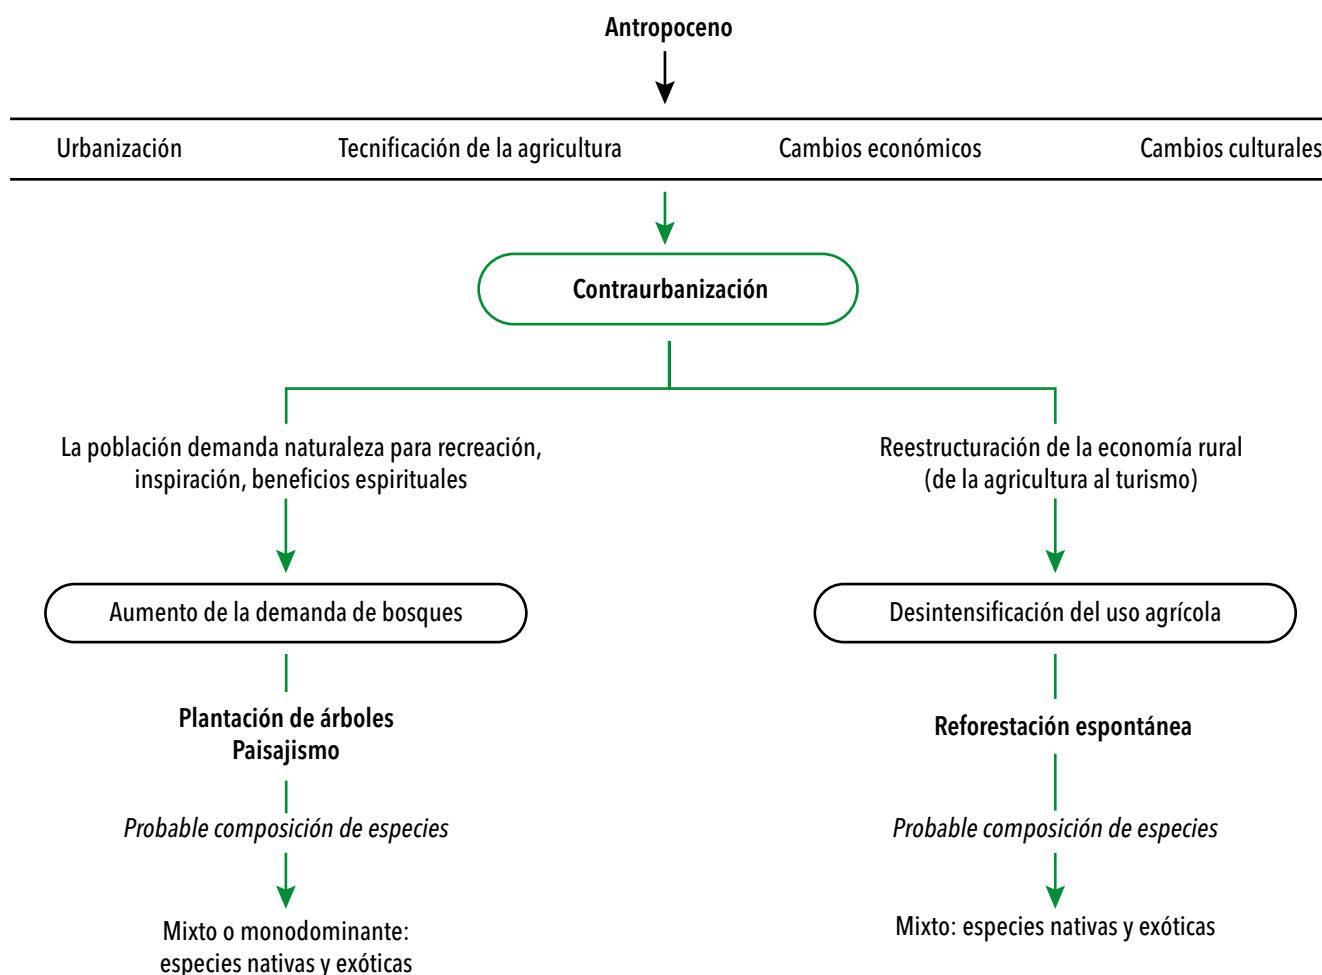 Antropoceno
Urbanización
Tecnificación de la agricultura
Cambios económicos
Cambios culturales
Contraurbanización
La población demanda naturaleza para recreación,
inspiración, beneficios espirituales
Reestructuración de la economía rural
(de la agricultura al turismo)
Aumento de la demanda de bosques
Desintensificación del uso agrícola
Plantación de árboles
Paisajismo
Reforestación espontánea
Probable composición de especies
Probable composición de especies
Mixto o monodominante:
especies nativas y exóticas
Mixto: especies nativas y exóticas